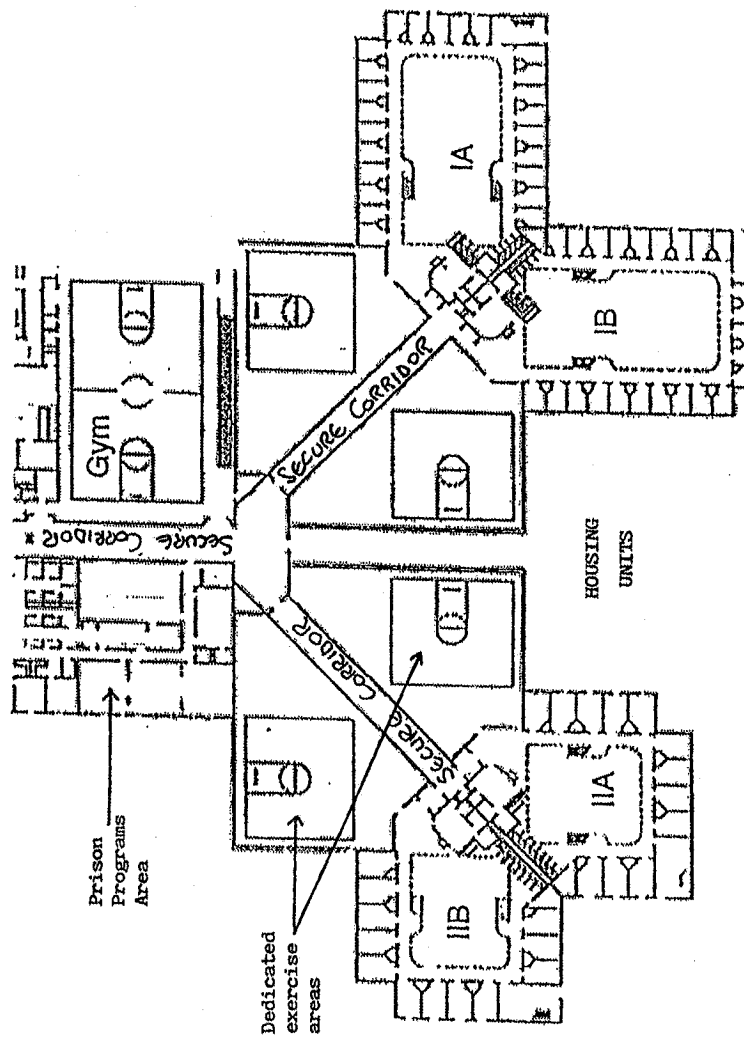 Prison
Programs
Area
SECURE CORRIDOR *
Gym
Dedicated
exercise
areas
SECURE CORRIDOR
SECURE CORRIDOR
IIB
IIA
HOUSING
UNITS
IB
IA